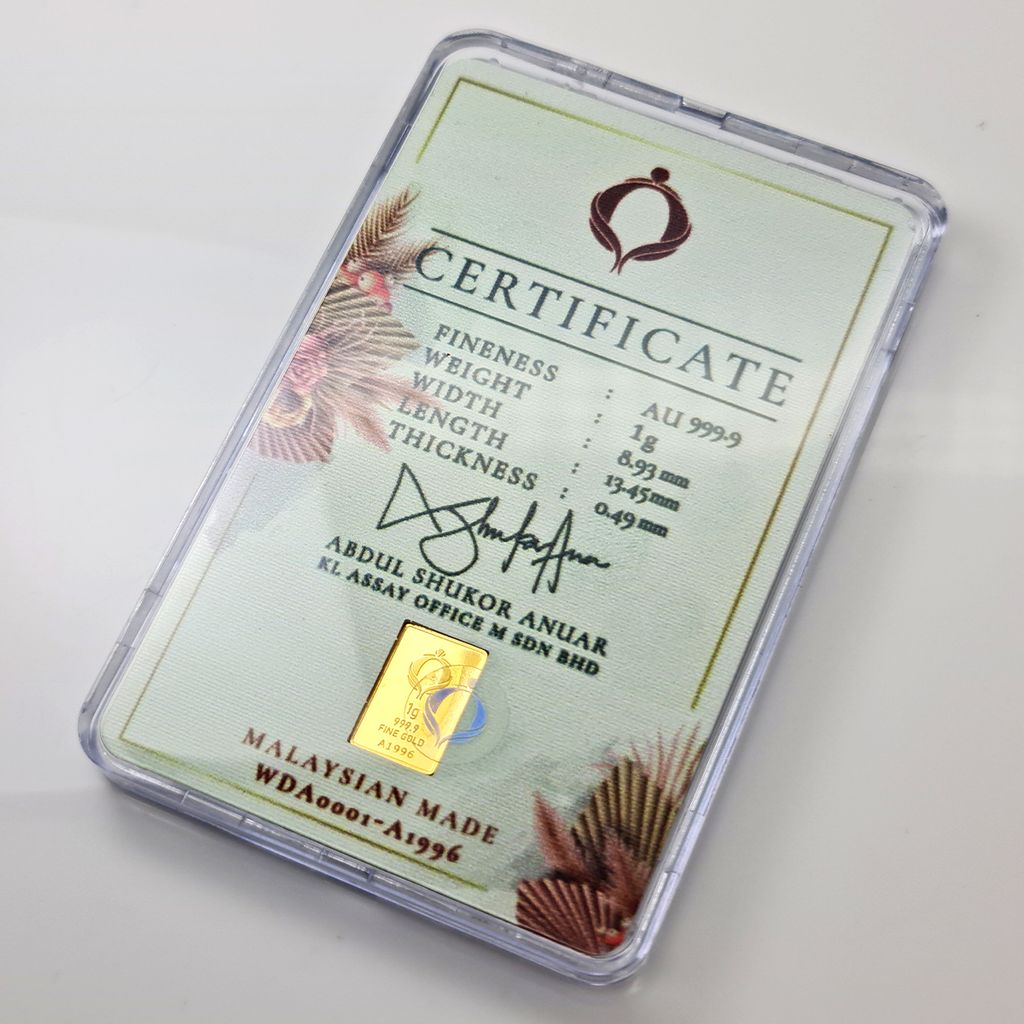 CERTIFICATE
FINENESS : AU 999.9
WEIGHT : 1g
WIDTH : 8.93 mm
LENGTH : 13.45mm
THICKNESS : 0.49 mm
ABDUL SHUKOR ANUAR
KL ASSAY OFFICE M SDN BHD
1g
999.9
FINE GOLD
A1996
MALAYSIAN MADE
WDA0001-A1996